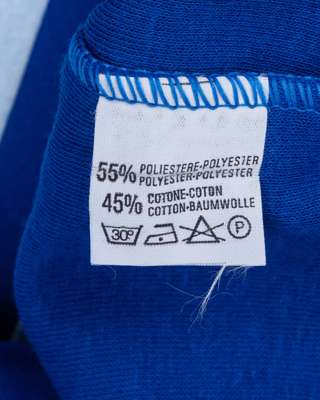 55% POLIESTERE-POLYESTER
POLYESTER-POLYESTER
45% COTONE-COTON
COTTON-BAUMWOLLE
30° P